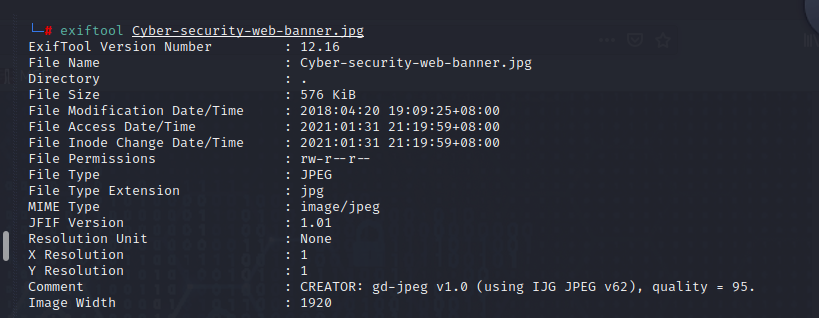 └─# exiftool Cyber-security-web-banner.jpg
ExifTool Version Number : 12.16
File Name : Cyber-security-web-banner.jpg
Directory : .
File Size : 576 KiB
File Modification Date/Time : 2018:04:20 19:09:25+08:00
File Access Date/Time : 2021:01:31 21:19:59+08:00
File Inode Change Date/Time : 2021:01:31 21:19:59+08:00
File Permissions : rw-r--r--
File Type : JPEG
File Type Extension : jpg
MIME Type : image/jpeg
JFIF Version : 1.01
Resolution Unit : None
X Resolution : 1
Y Resolution : 1
Comment : CREATOR: gd-jpeg v1.0 (using IJG JPEG v62), quality = 95.
Image Width : 1920